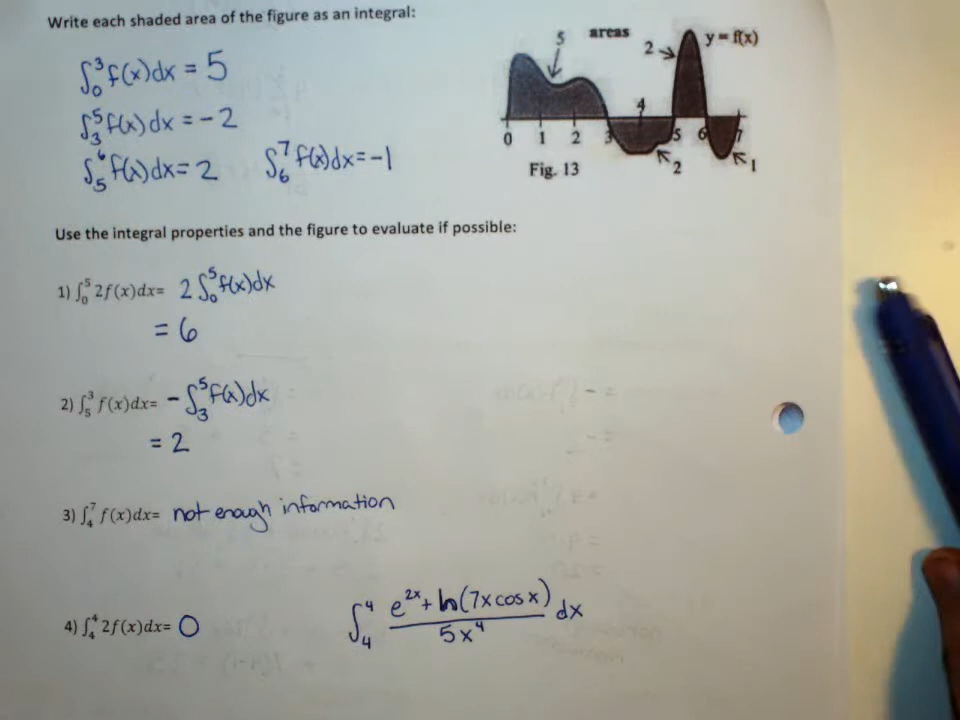 Write each shaded area of the figure as an integral:
∫₀³ f(x)dx = 5
∫₃⁵ f(x)dx = -2
∫₅⁶ f(x)dx = 2 ∫₆⁷ f(x)dx = -1
5 areas 2 y = f(x)
4
0 1 2 3 5 6 7
2 1
Fig. 13
Use the integral properties and the figure to evaluate if possible:
1) ∫₀⁵ 2f(x)dx= 2 ∫₀⁵ f(x)dx
= 6
2) ∫₅³ f(x)dx= - ∫₃⁵ f(x)dx
= 2
3) ∫₄⁷ f(x)dx= not enough information
4) ∫₄⁴ 2f(x)dx= 0 ∫₄⁴ (e²ˣ + ln(7x cos x))/(5x⁴) dx